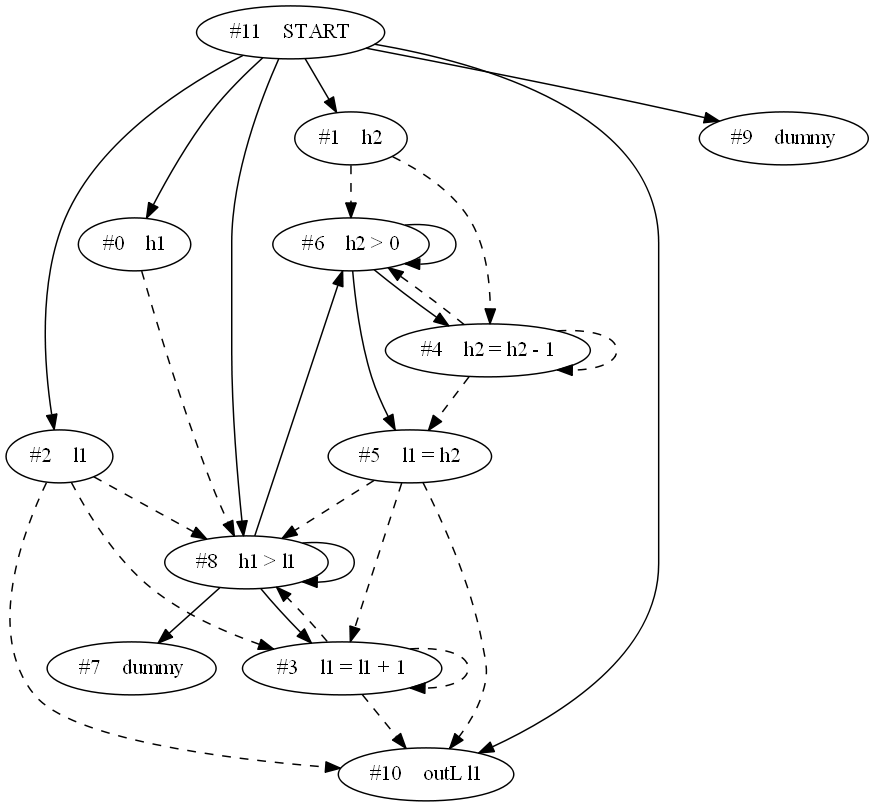 #11 START
#1 h2
#9 dummy
#0 h1
#6 h2 > 0
#4 h2 = h2 - 1
#2 l1
#5 l1 = h2
#8 h1 > l1
#7 dummy
#3 l1 = l1 + 1
#10 outL l1